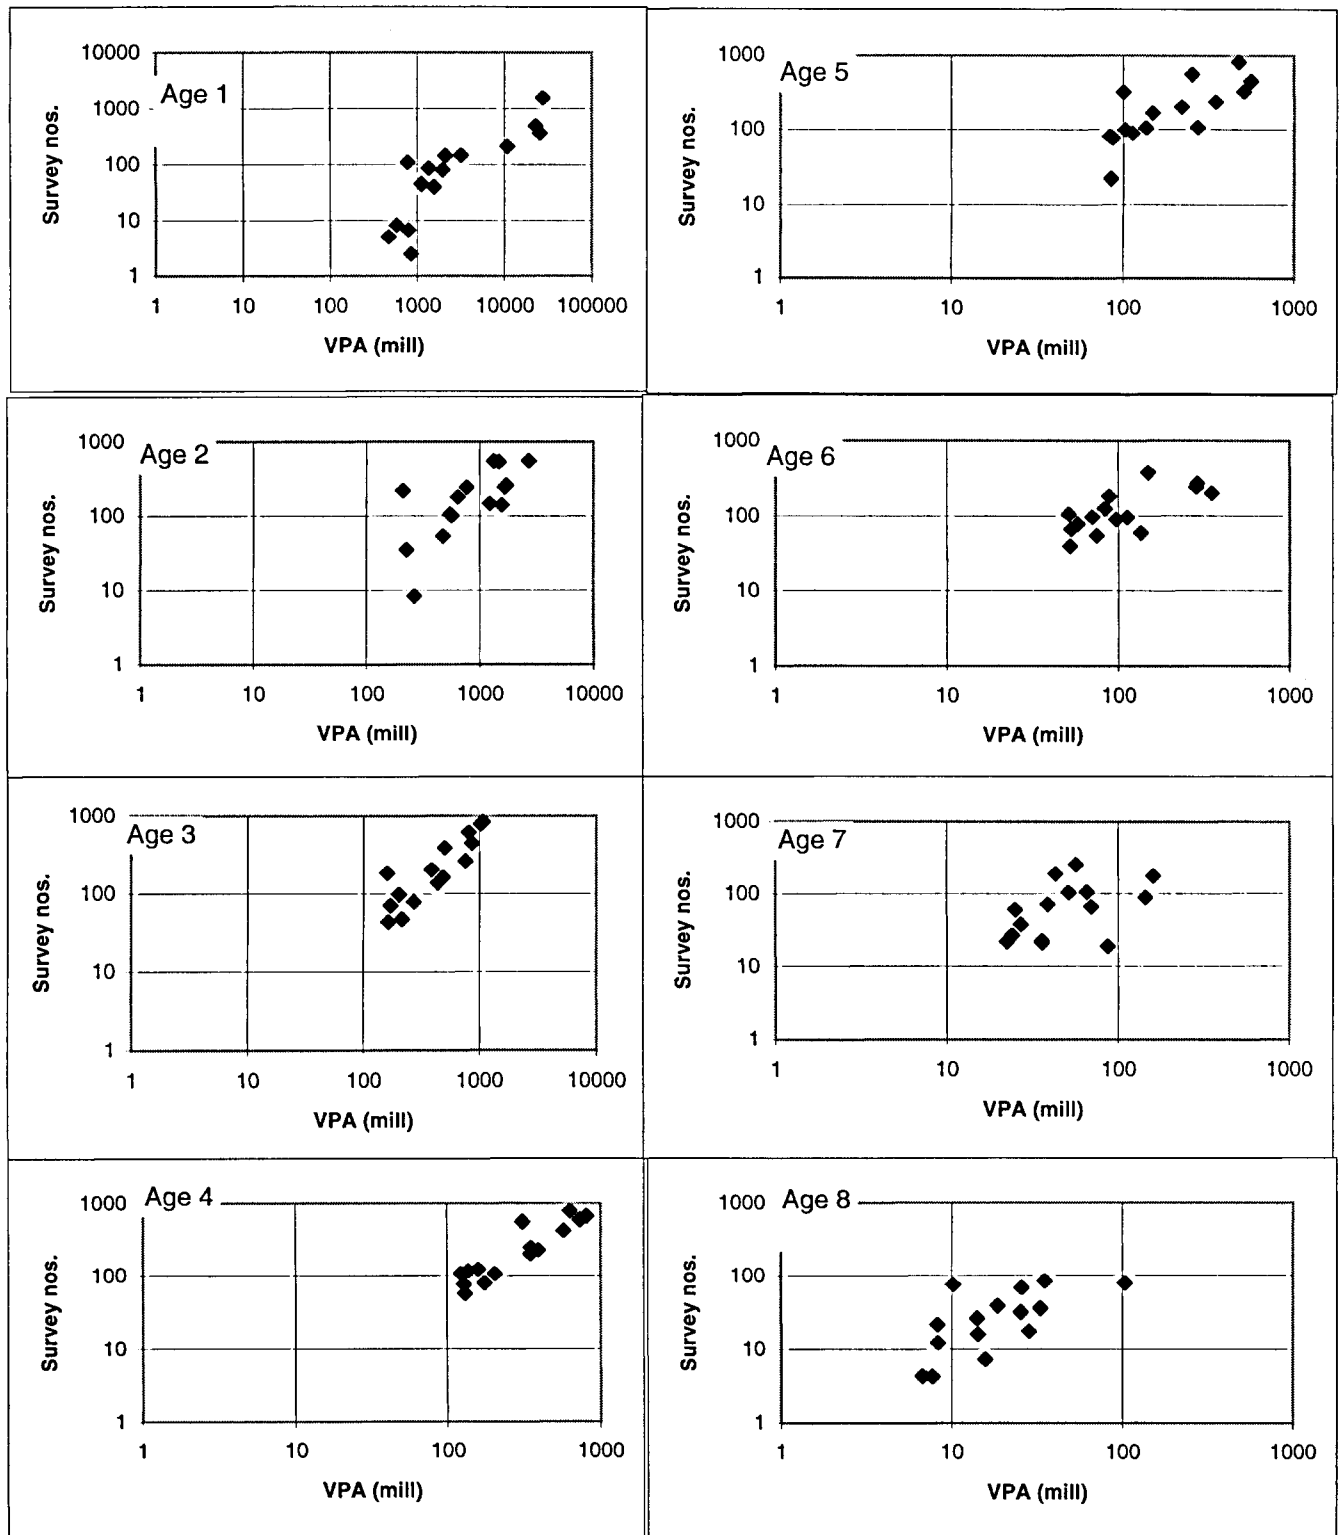 Age 1
Survey nos.
10000
1000
100
10
1
1 10 100 1000 10000 100000
VPA (mill)
Age 5
Survey nos.
1000
100
10
1
1 10 100 1000
VPA (mill)
Age 2
Survey nos.
1000
100
10
1
1 10 100 1000 10000
VPA (mill)
Age 6
Survey nos.
1000
100
10
1
1 10 100 1000
VPA (mill)
Age 3
Survey nos.
1000
100
10
1
1 10 100 1000 10000
VPA (mill)
Age 7
Survey nos.
1000
100
10
1
1 10 100 1000
VPA (mill)
Age 4
Survey nos.
1000
100
10
1
1 10 100 1000
VPA (mill)
Age 8
Survey nos.
1000
100
10
1
1 10 100 1000
VPA (mill)